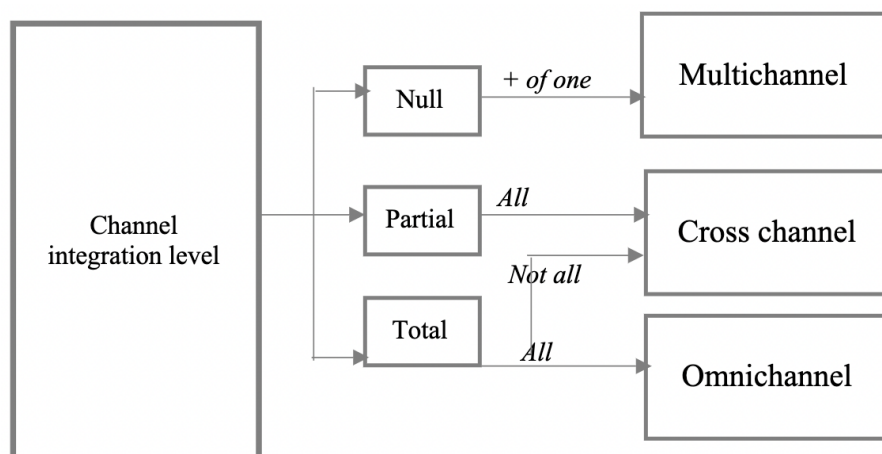 Channel
integration level
Null
+ of one
Multichannel
Partial
All
Cross channel
Not all
Total
All
Omnichannel